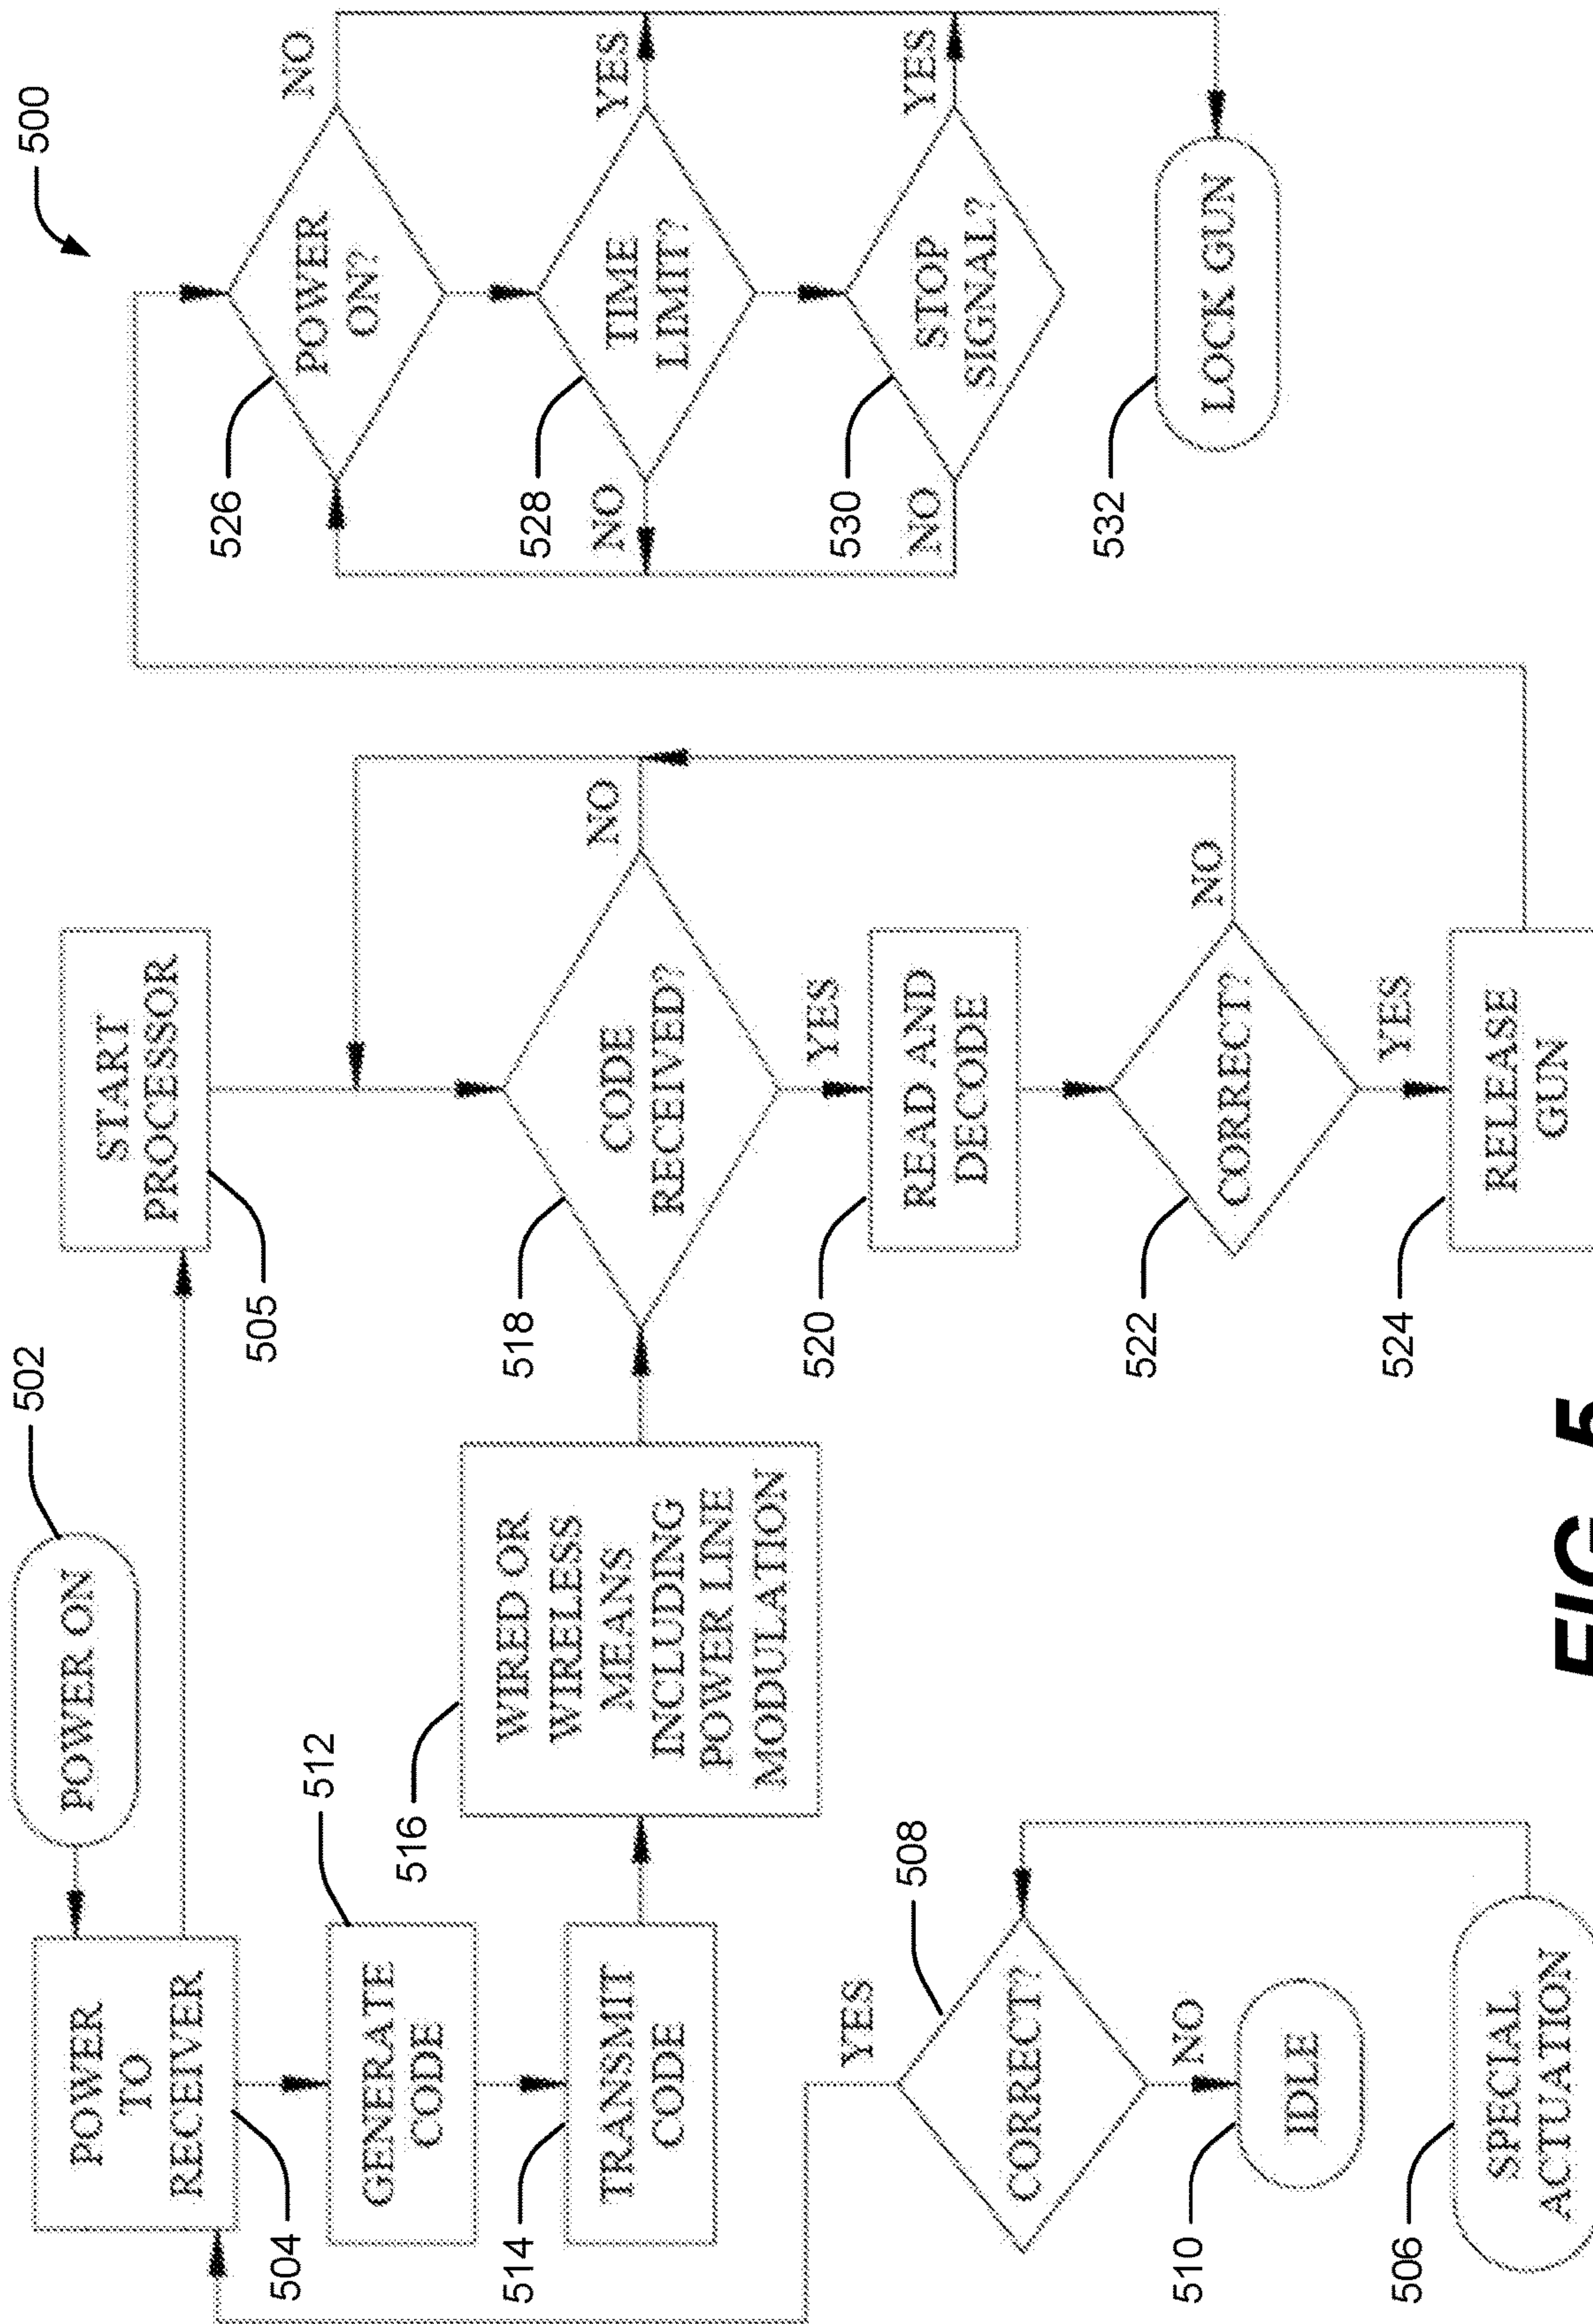 500
502
POWER ON
POWER
TO
RECEIVER
504
START
PROCESSOR
505
GENERATE
CODE
512
TRANSMIT
CODE
514
WIRED OR
WIRELESS
MEANS
INCLUDING
POWER LINE
MODULATION
516
CODE
RECEIVED?
518
NO
YES
READ AND
DECODE
520
CORRECT?
522
NO
YES
RELEASE
GUN
524
POWER
ON?
526
NO
TIME
LIMIT?
528
NO
YES
STOP
SIGNAL?
530
NO
YES
LOCK GUN
532
YES
CORRECT?
508
NO
IDLE
510
SPECIAL
ACTUATION
506
FIG. 5